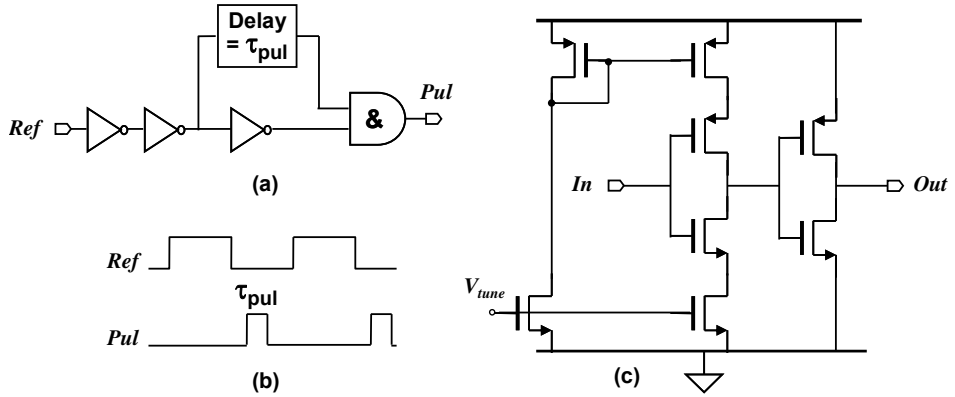 (a)
Delay
= τpul
Ref
&
Pul
(a)
Ref
τpul
Pul
(b)
In
Out
Vtune
(c)